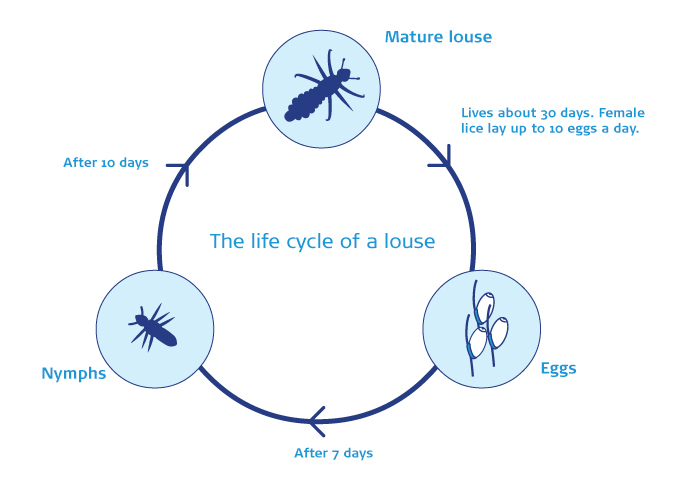 Mature louse
Lives about 30 days. Female
lice lay up to 10 eggs a day.
After 10 days
The life cycle of a louse
Nymphs
Eggs
After 7 days